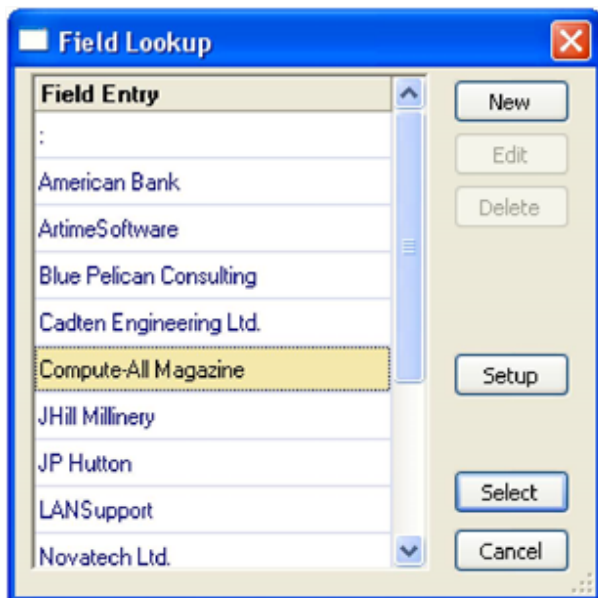 Field Lookup
Field Entry
:
American Bank
ArtimeSoftware
Blue Pelican Consulting
Cadten Engineering Ltd.
Compute-All Magazine
JHill Millinery
JP Hutton
LANSupport
Novatech Ltd.
New
Edit
Delete
Setup
Select
Cancel